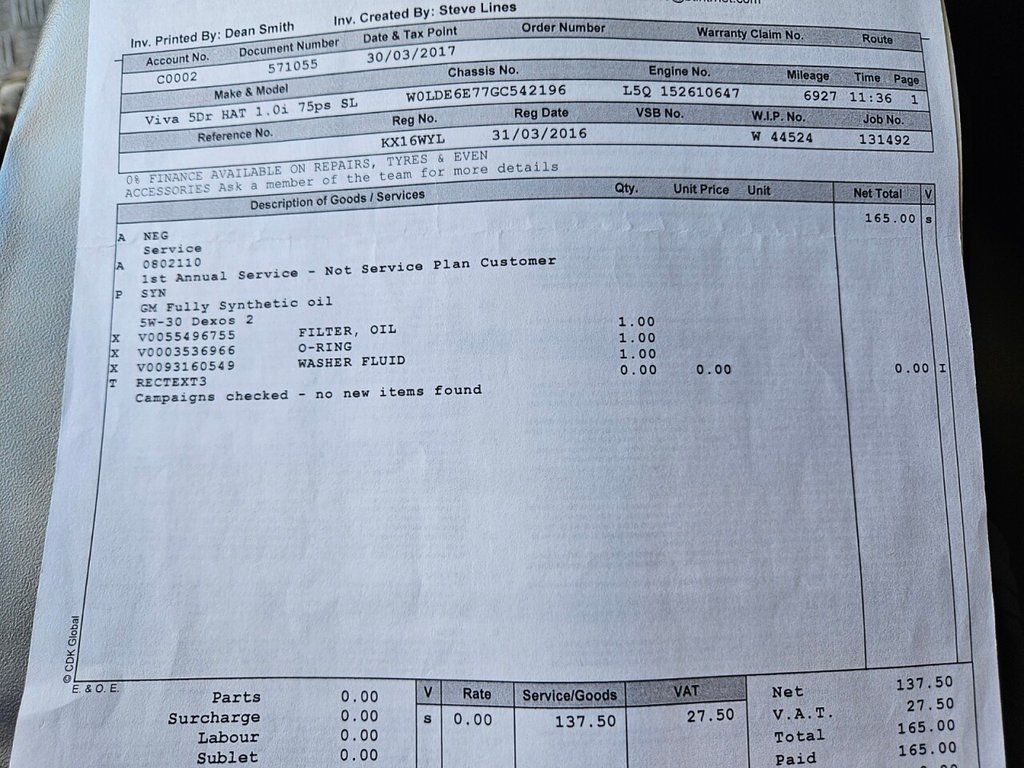 Inv. Printed By: Dean Smith Inv. Created By: Steve Lines
Account No. Document Number Date & Tax Point Order Number Warranty Claim No. Route
C0002 571055 30/03/2017
Make & Model Chassis No. Engine No. Mileage Time Page
Viva 5Dr HAT 1.0i 75ps SL W0LDE6E77GC542196 L5Q 152610647 6927 11:36 1
Reference No. Reg No. Reg Date VSB No. W.I.P. No. Job No.
KX16WYL 31/03/2016 W 44524 131492
0% FINANCE AVAILABLE ON REPAIRS, TYRES & EVEN
ACCESSORIES Ask a member of the team for more details
Description of Goods / Services Qty. Unit Price Unit Net Total V
A NEG 165.00 s
Service
A 0802110
1st Annual Service - Not Service Plan Customer
P SYN
GM Fully Synthetic oil
5W-30 Dexos 2
X V0055496755 FILTER, OIL 1.00
X V0003536966 O-RING 1.00
X V0093160549 WASHER FLUID 1.00
T RECTEXT3 0.00 0.00 0.00 I
Campaigns checked - no new items found
© CDK Global
E. & O. E.
Parts 0.00 V Rate Service/Goods VAT Net 137.50
Surcharge 0.00 s 0.00 137.50 27.50 V.A.T. 27.50
Labour 0.00 Total 165.00
Sublet 0.00 Paid 165.00